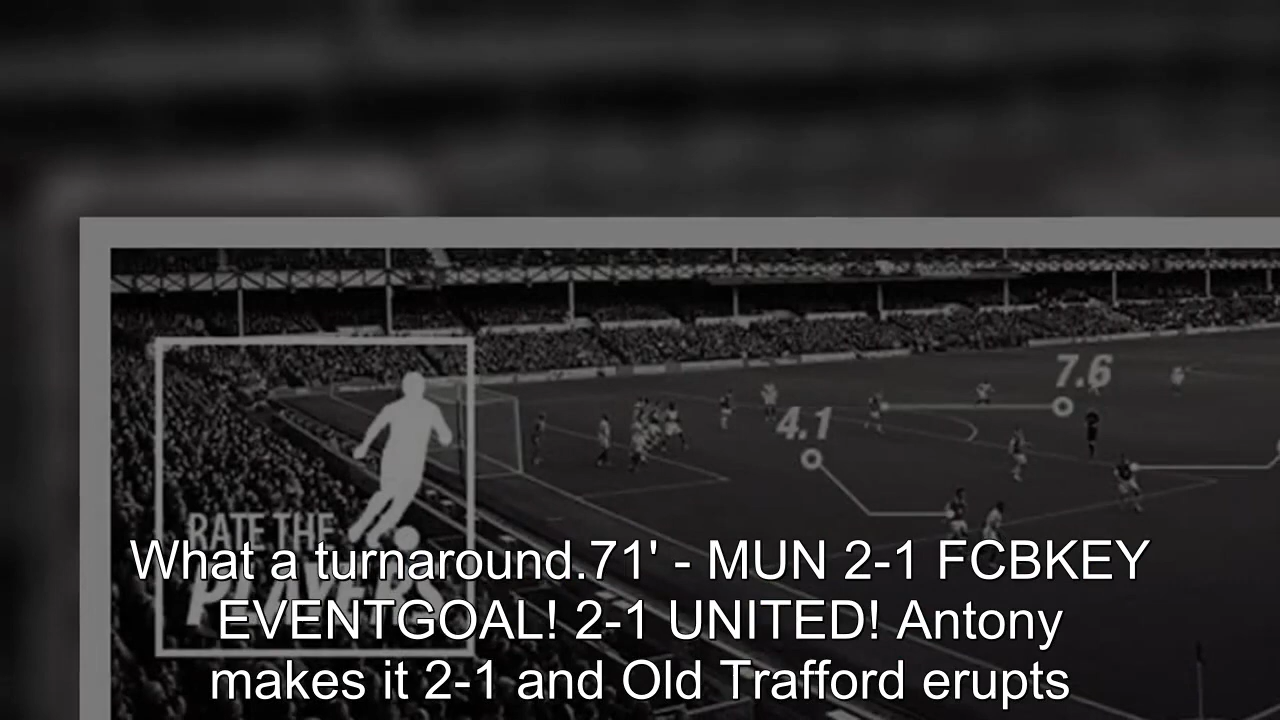 7.6
4.1
RATE THE
PLAYERS
What a turnaround.71' - MUN 2-1 FCBKEY
EVENTGOAL! 2-1 UNITED! Antony
makes it 2-1 and Old Trafford erupts